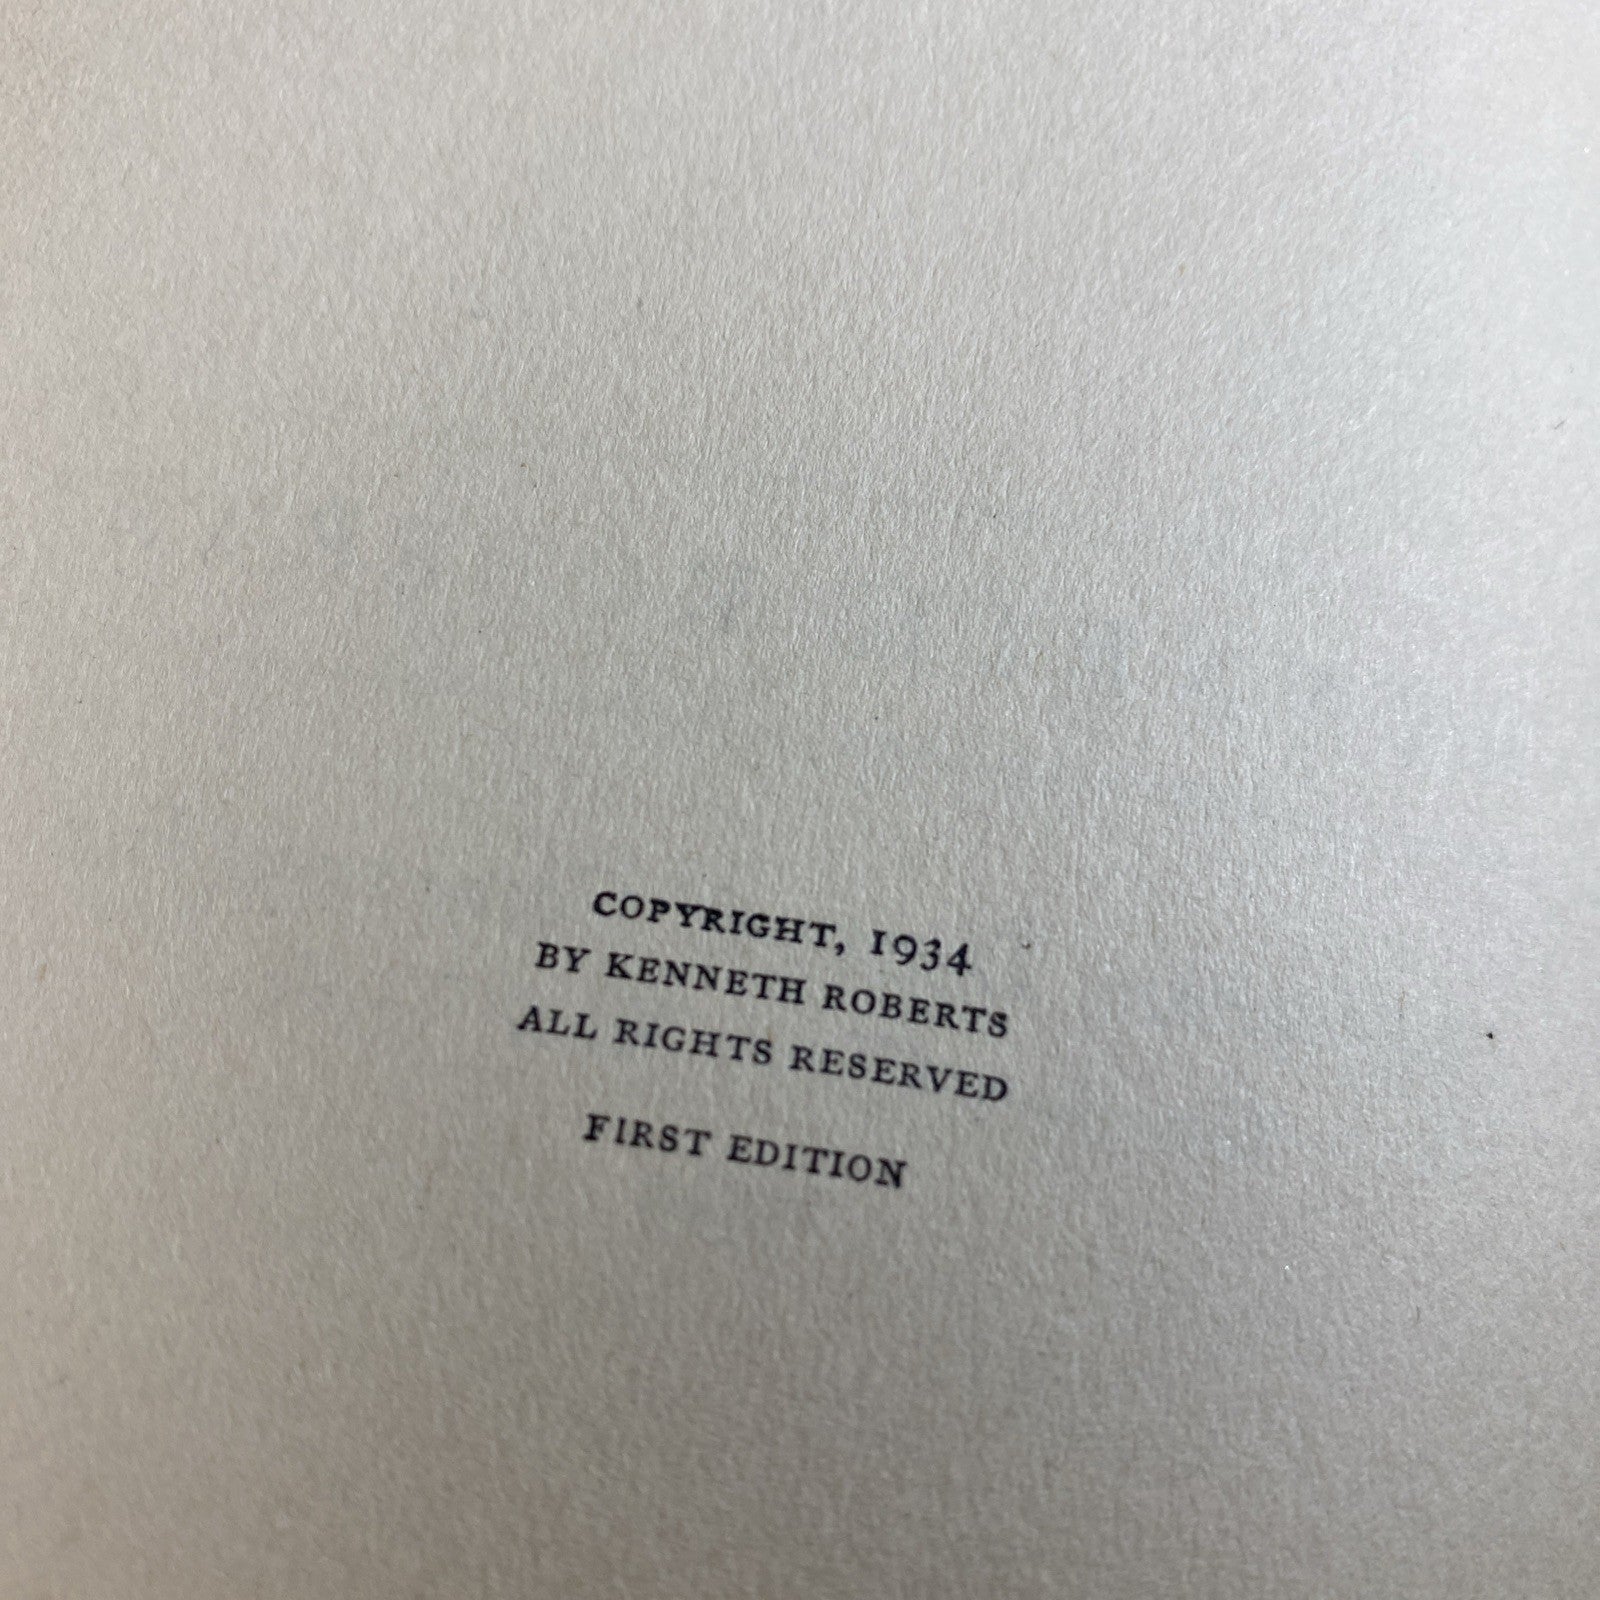 COPYRIGHT, 1934
BY KENNETH ROBERTS
ALL RIGHTS RESERVED
FIRST EDITION